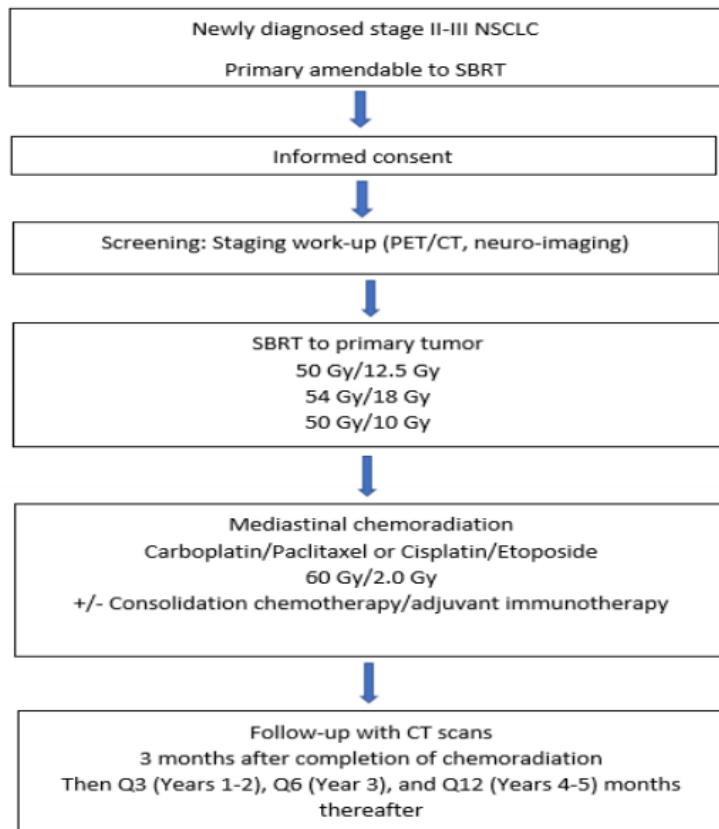 Newly diagnosed stage II-III NSCLC
Primary amendable to SBRT
Informed consent
Screening: Staging work-up (PET/CT, neuro-imaging)
SBRT to primary tumor
50 Gy/12.5 Gy
54 Gy/18 Gy
50 Gy/10 Gy
Mediastinal chemoradiation
Carboplatin/Paclitaxel or Cisplatin/Etoposide
60 Gy/2.0 Gy
+/- Consolidation chemotherapy/adjuvant immunotherapy
Follow-up with CT scans
3 months after completion of chemoradiation
Then Q3 (Years 1-2), Q6 (Year 3), and Q12 (Years 4-5) months
thereafter